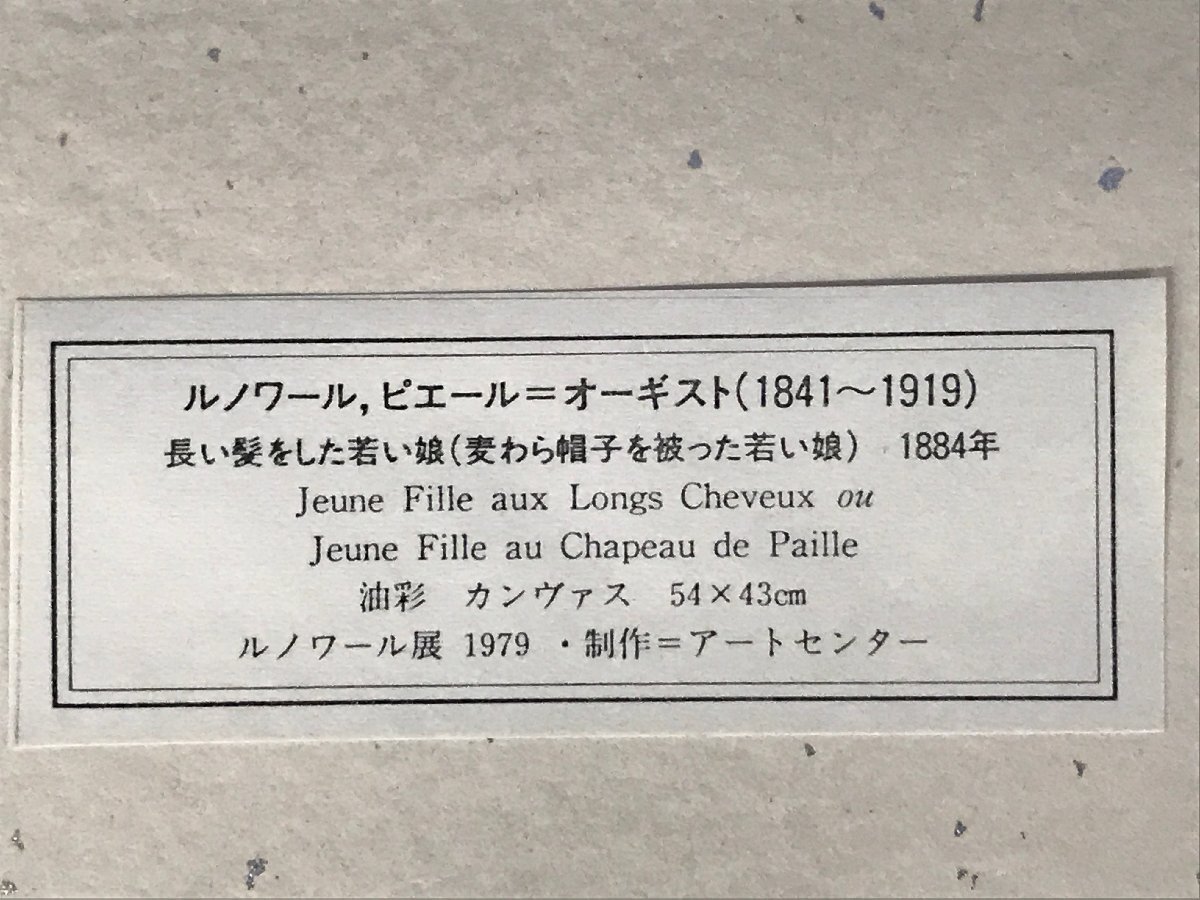 ルノワール,ピエール=オーギスト(1841～1919)
長い髪をした若い娘(麦わら帽子を被った若い娘) 1884年
Jeune Fille aux Longs Cheveux ou
Jeune Fille au Chapeau de Paille
油彩 カンヴァス 54×43cm
ルノワール展 1979 ・制作=アートセンター